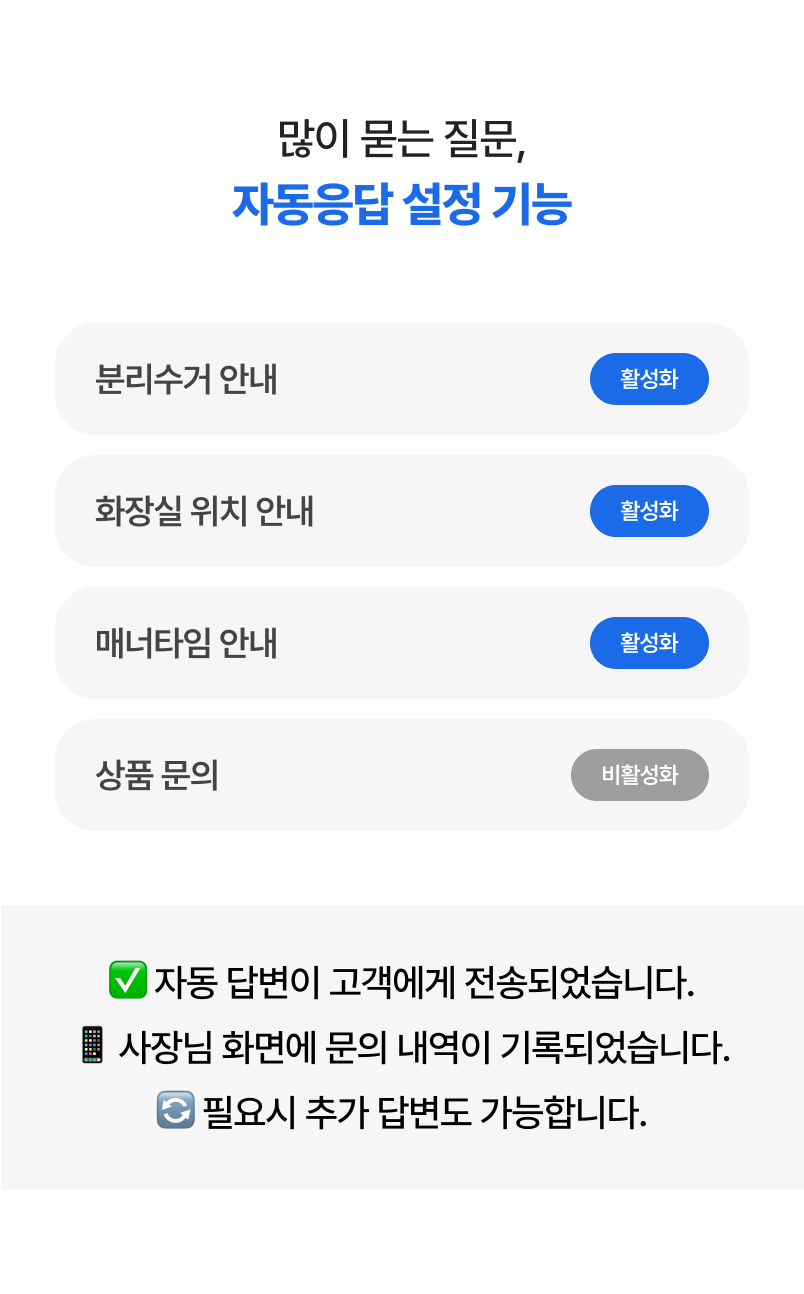 많이 묻는 질문,
자동응답 설정 기능
분리수거 안내 활성화
화장실 위치 안내 활성화
매너타임 안내 활성화
상품 문의 비활성화
✅ 자동 답변이 고객에게 전송되었습니다.
📱 사장님 화면에 문의 내역이 기록되었습니다.
🔄 필요시 추가 답변도 가능합니다.